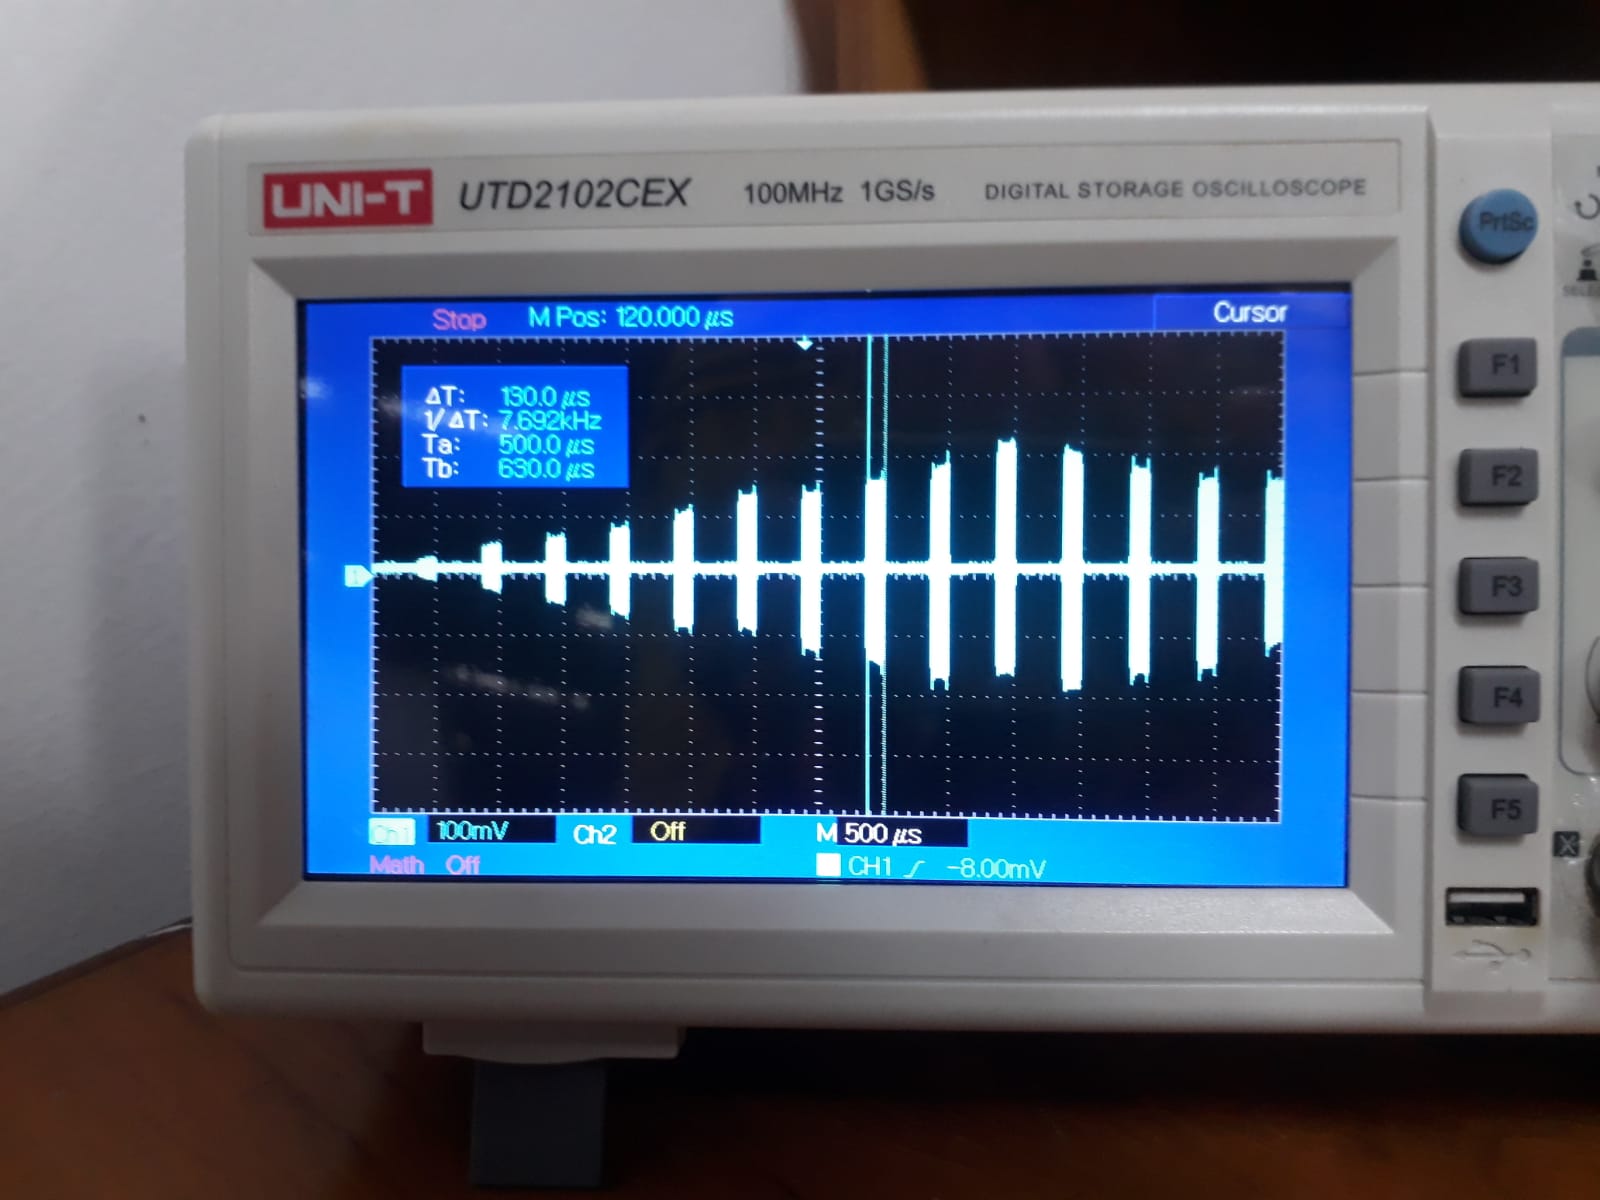 UNI-T UTD2102CEX 100MHz 1GS/s DIGITAL STORAGE OSCILLOSCOPE
PrtSc
Stop M Pos: 120.000 µs Cursor
ΔT: 130.0 µs
1/ΔT: 7.692kHz
Ta: 500.0 µs
Tb: 630.0 µs
F1
F2
F3
F4
F5
Ch1 100mV Ch2 Off M 500 µs
Math Off CH1 -8.00mV